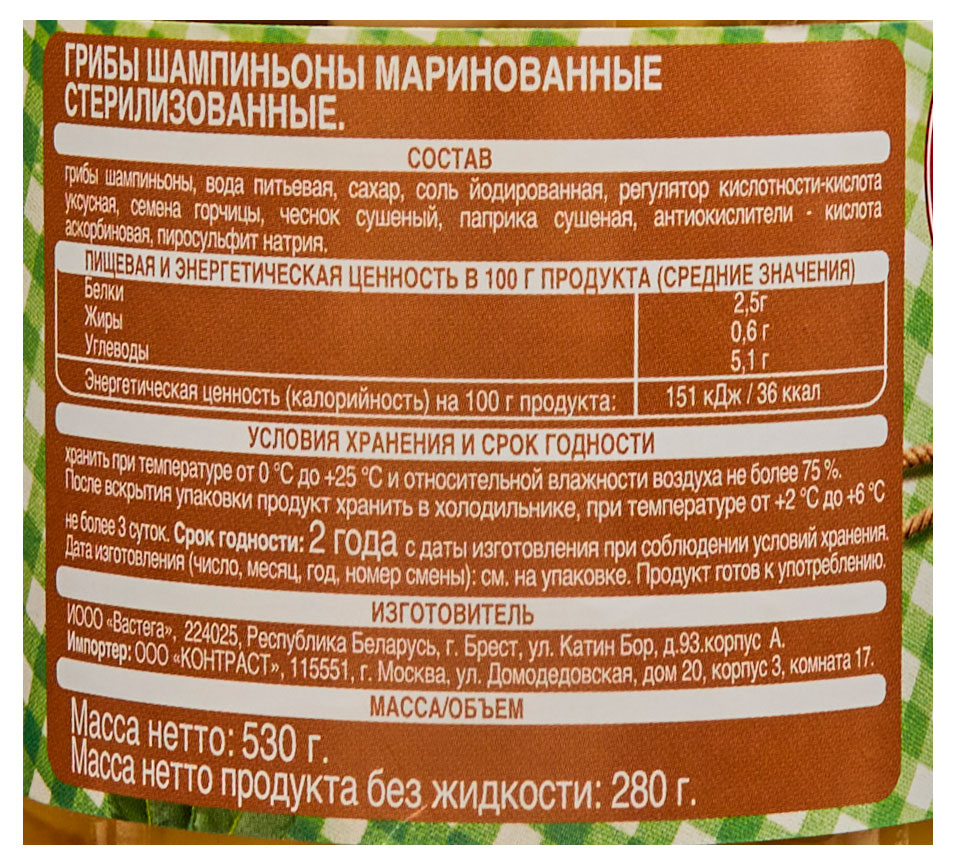 ГРИБЫ ШАМПИНЬОНЫ МАРИНОВАННЫЕ
СТЕРИЛИЗОВАННЫЕ.
СОСТАВ
грибы шампиньоны, вода питьевая, сахар, соль йодированная, регулятор кислотности-кислота
уксусная, семена горчицы, чеснок сушеный, паприка сушеная, антиокислители - кислота
аскорбиновая, пиросульфит натрия.
ПИЩЕВАЯ И ЭНЕРГЕТИЧЕСКАЯ ЦЕННОСТЬ В 100 Г ПРОДУКТА (СРЕДНИЕ ЗНАЧЕНИЯ)
Белки 2,5г
Жиры 0,6 г
Углеводы 5,1 г
Энергетическая ценность (калорийность) на 100 г продукта: 151 кДж / 36 ккал
УСЛОВИЯ ХРАНЕНИЯ И СРОК ГОДНОСТИ
хранить при температуре от 0 °С до +25 °С и относительной влажности воздуха не более 75 %.
После вскрытия упаковки продукт хранить в холодильнике, при температуре от +2 °С до +6 °С
не более 3 суток. Срок годности: 2 года с даты изготовления при соблюдении условий хранения.
Дата изготовления (число, месяц, год, номер смены): см. на упаковке. Продукт готов к употреблению.
ИЗГОТОВИТЕЛЬ
ИООО «Вастега», 224025, Республика Беларусь, г. Брест, ул. Катин Бор, д.93.корпус А.
Импортер: ООО «КОНТРАСТ», 115551, г. Москва, ул. Домодедовская, дом 20, корпус 3, комната 17.
МАССА/ОБЪЕМ
Масса нетто: 530 г.
Масса нетто продукта без жидкости: 280 г.